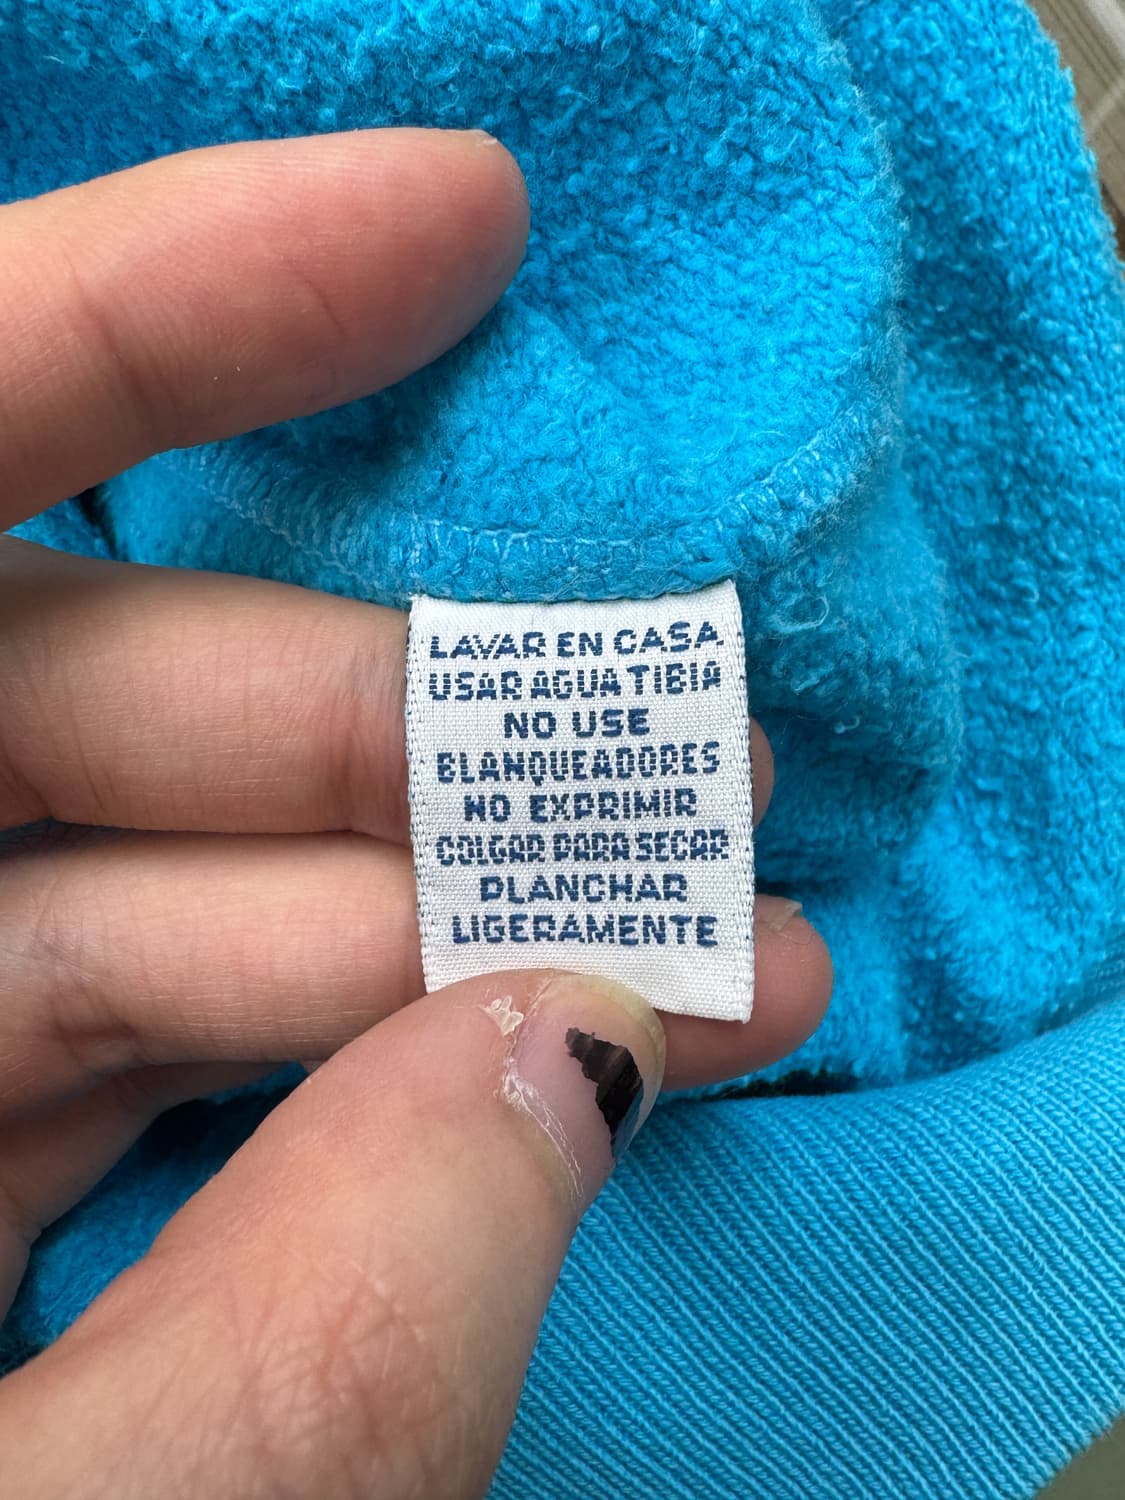 LAVAR EN CASA
USAR AGUA TIBIA
NO USE
BLANQUEADORES
NO EXPRIMIR
COLGAR PARA SECAR
PLANCHAR
LIGERAMENTE